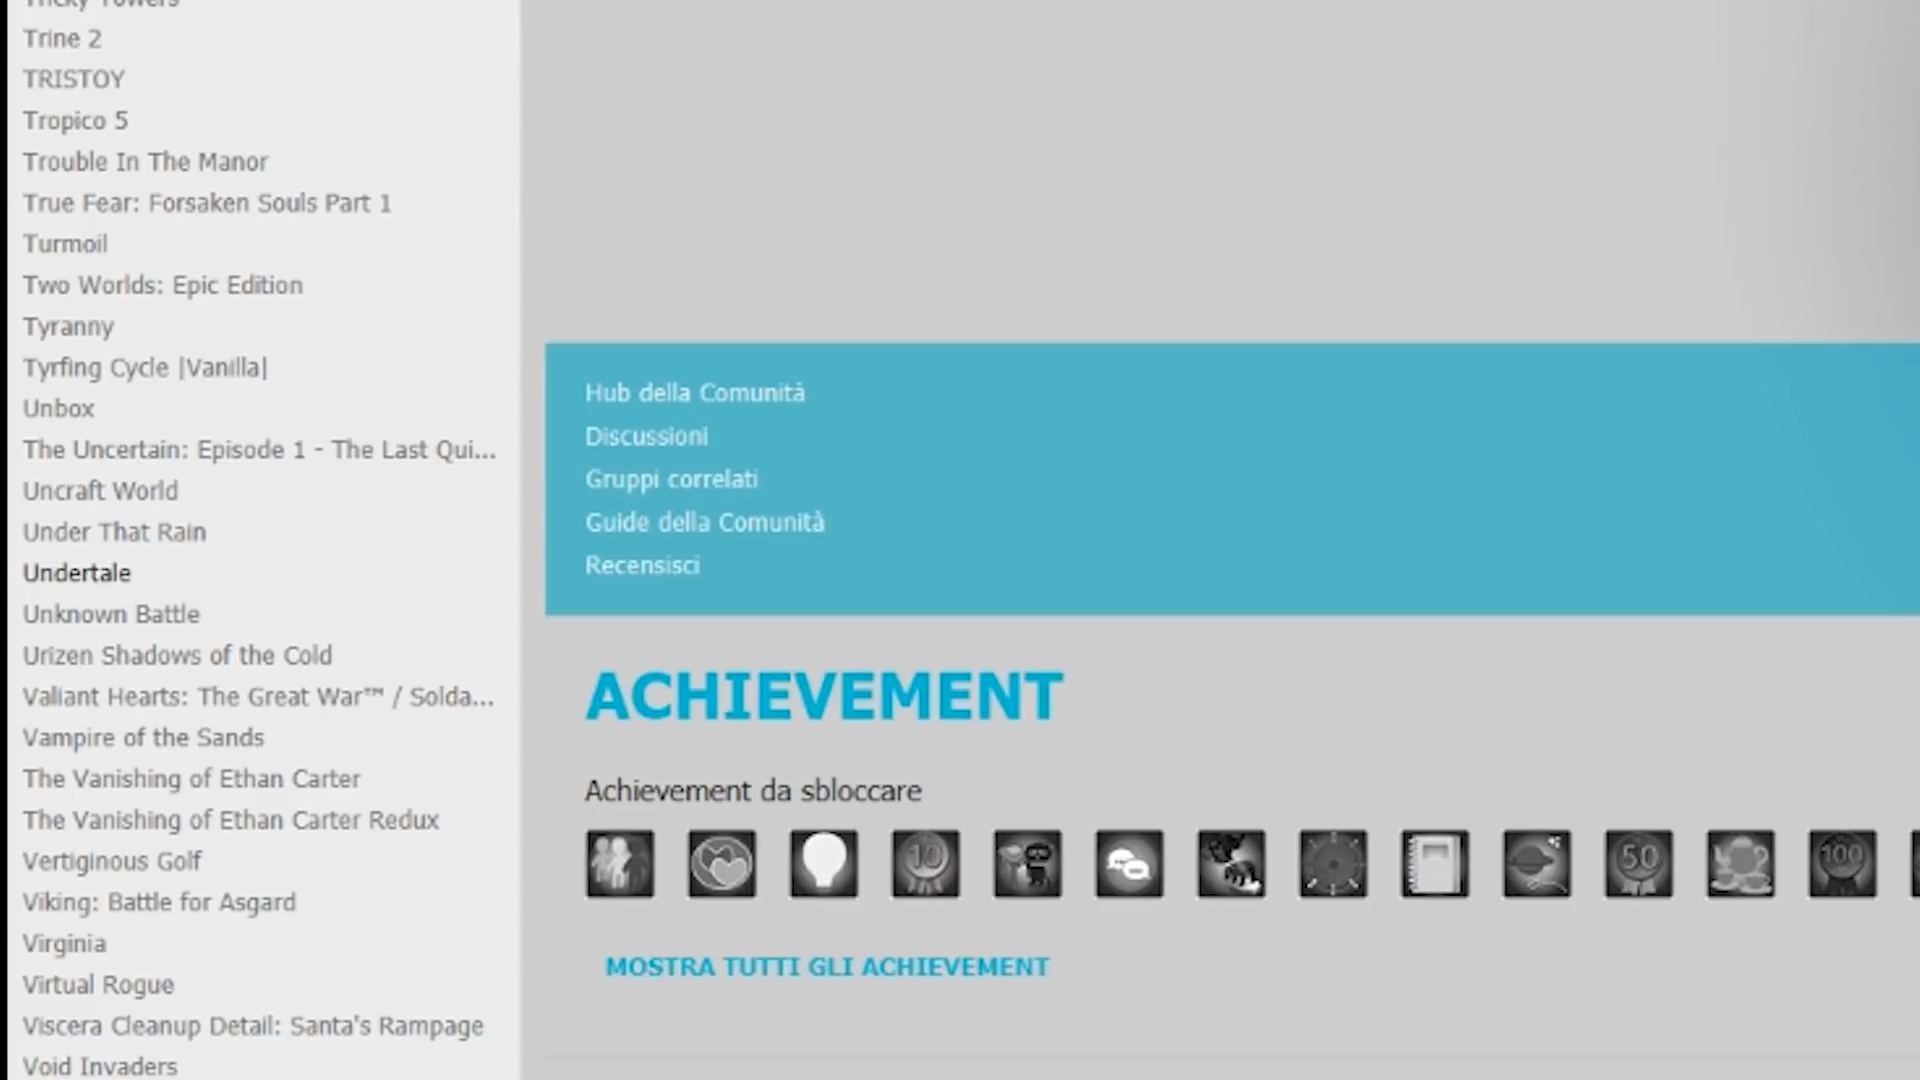 Tricky Towers
Trine 2
TRISTOY
Tropico 5
Trouble In The Manor
True Fear: Forsaken Souls Part 1
Turmoil
Two Worlds: Epic Edition
Tyranny
Tyrfing Cycle |Vanilla|
Unbox
The Uncertain: Episode 1 - The Last Qui...
Uncraft World
Under That Rain
Undertale
Unknown Battle
Urizen Shadows of the Cold
Valiant Hearts: The Great War™ / Solda...
Vampire of the Sands
The Vanishing of Ethan Carter
The Vanishing of Ethan Carter Redux
Vertiginous Golf
Viking: Battle for Asgard
Virginia
Virtual Rogue
Viscera Cleanup Detail: Santa's Rampage
Void Invaders
Hub della Comunità
Discussioni
Gruppi correlati
Guide della Comunità
Recensisci
ACHIEVEMENT
Achievement da sbloccare
10
50
100
MOSTRA TUTTI GLI ACHIEVEMENT